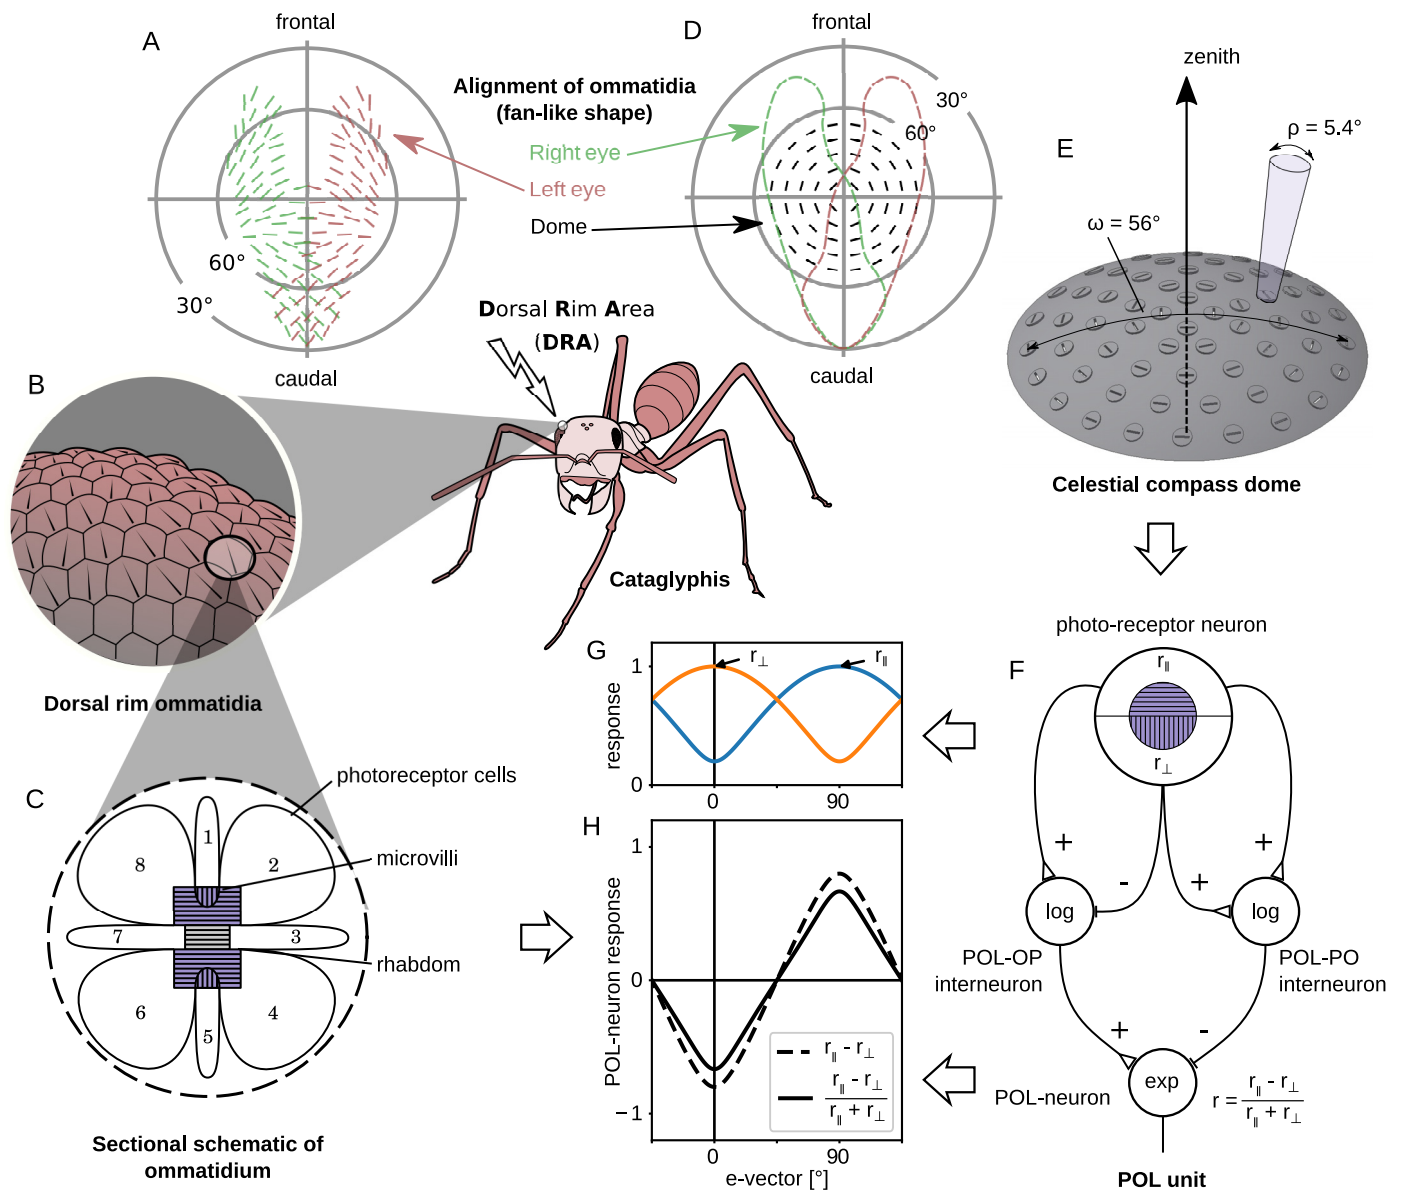 A
frontal
60°
30°
caudal
Alignment of ommatidia
(fan-like shape)
Right eye
Left eye
Dome
D
frontal
30°
60°
caudal
E
zenith
ρ = 5.4°
ω = 56°
Celestial compass dome
Dorsal Rim Area
(DRA)
Cataglyphis
B
Dorsal rim ommatidia
C
photoreceptor cells
microvilli
rhabdom
1
2
3
4
5
6
7
8
Sectional schematic of
ommatidium
G
r⊥
r∥
response
1
0
0
90
H
POL-neuron response
1
0
−1
r∥ - r⊥
r∥ - r⊥
r∥ + r⊥
0
90
e-vector [°]
F
photo-receptor neuron
r∥
r⊥
+
-
+
+
log
log
POL-OP
interneuron
POL-PO
interneuron
+
-
exp
POL-neuron
r = r∥ - r⊥
r∥ + r⊥
POL unit